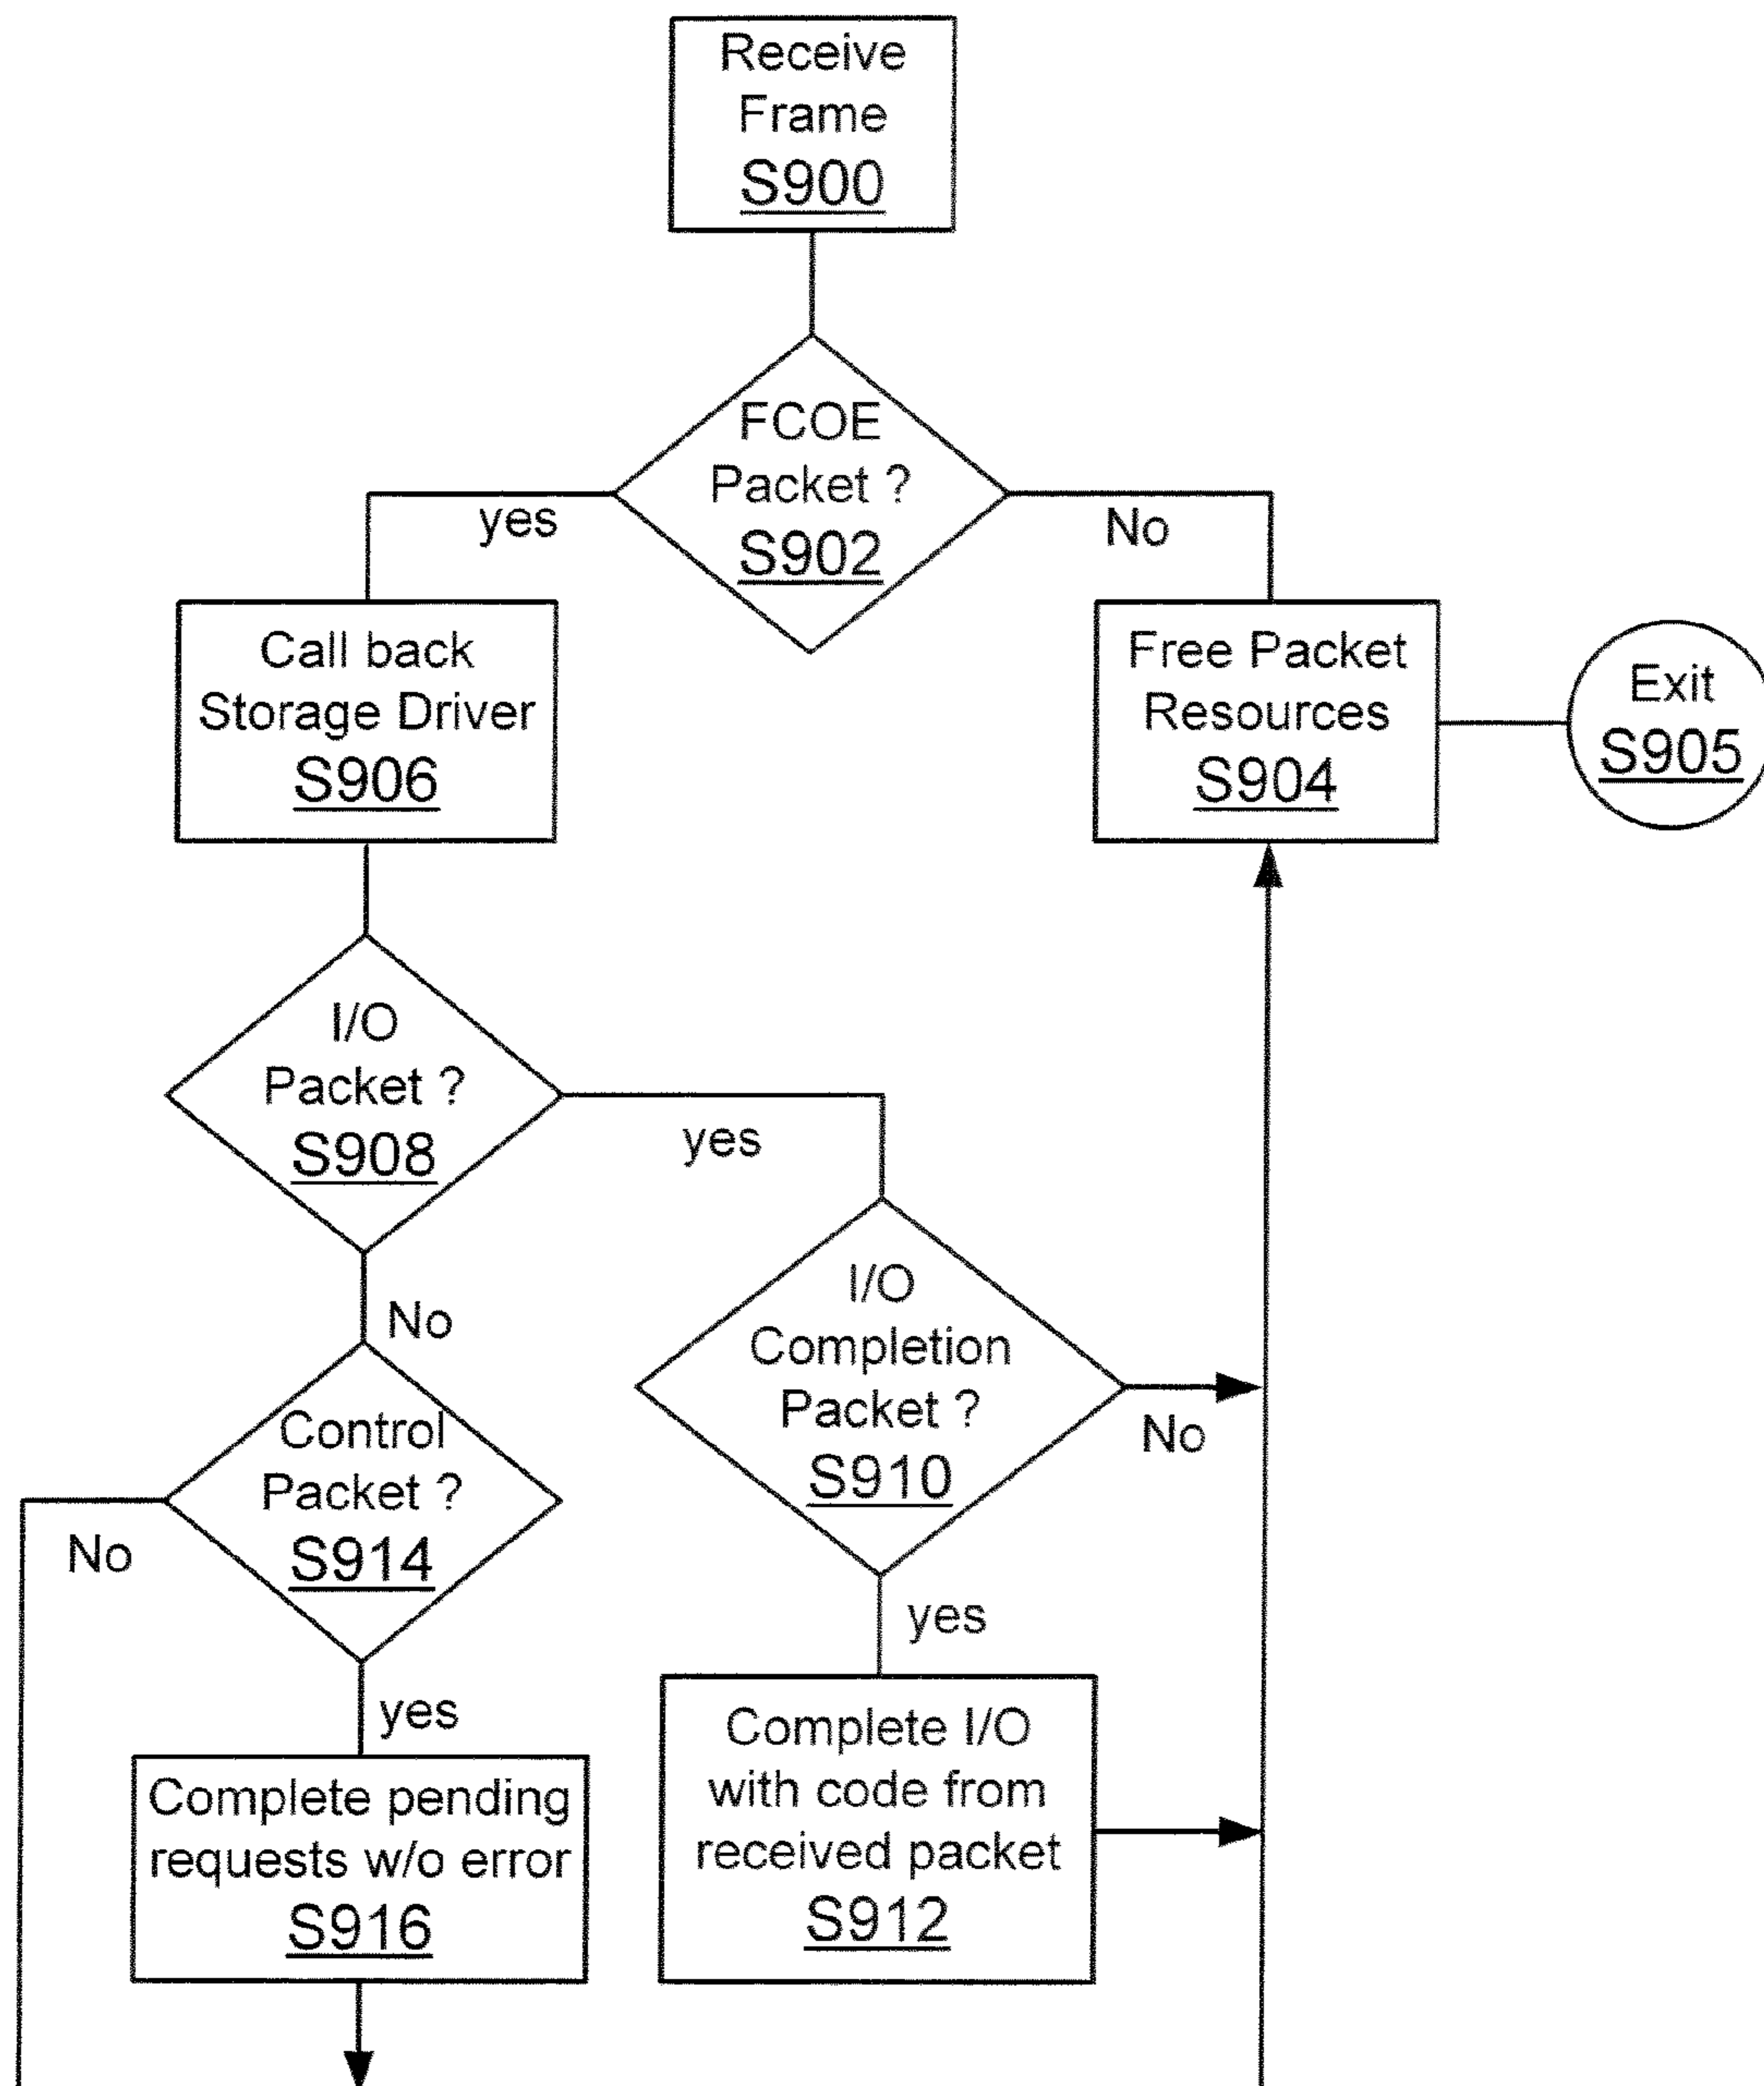 Receive
Frame
S900
FCOE
Packet ?
S902
yes
No
Call back
Storage Driver
S906
Free Packet
Resources
S904
Exit
S905
I/O
Packet ?
S908
yes
No
I/O
Completion
Packet ?
S910
No
Control
Packet ?
S914
No
yes
yes
Complete I/O
with code from
received packet
S912
Complete pending
requests w/o error
S916